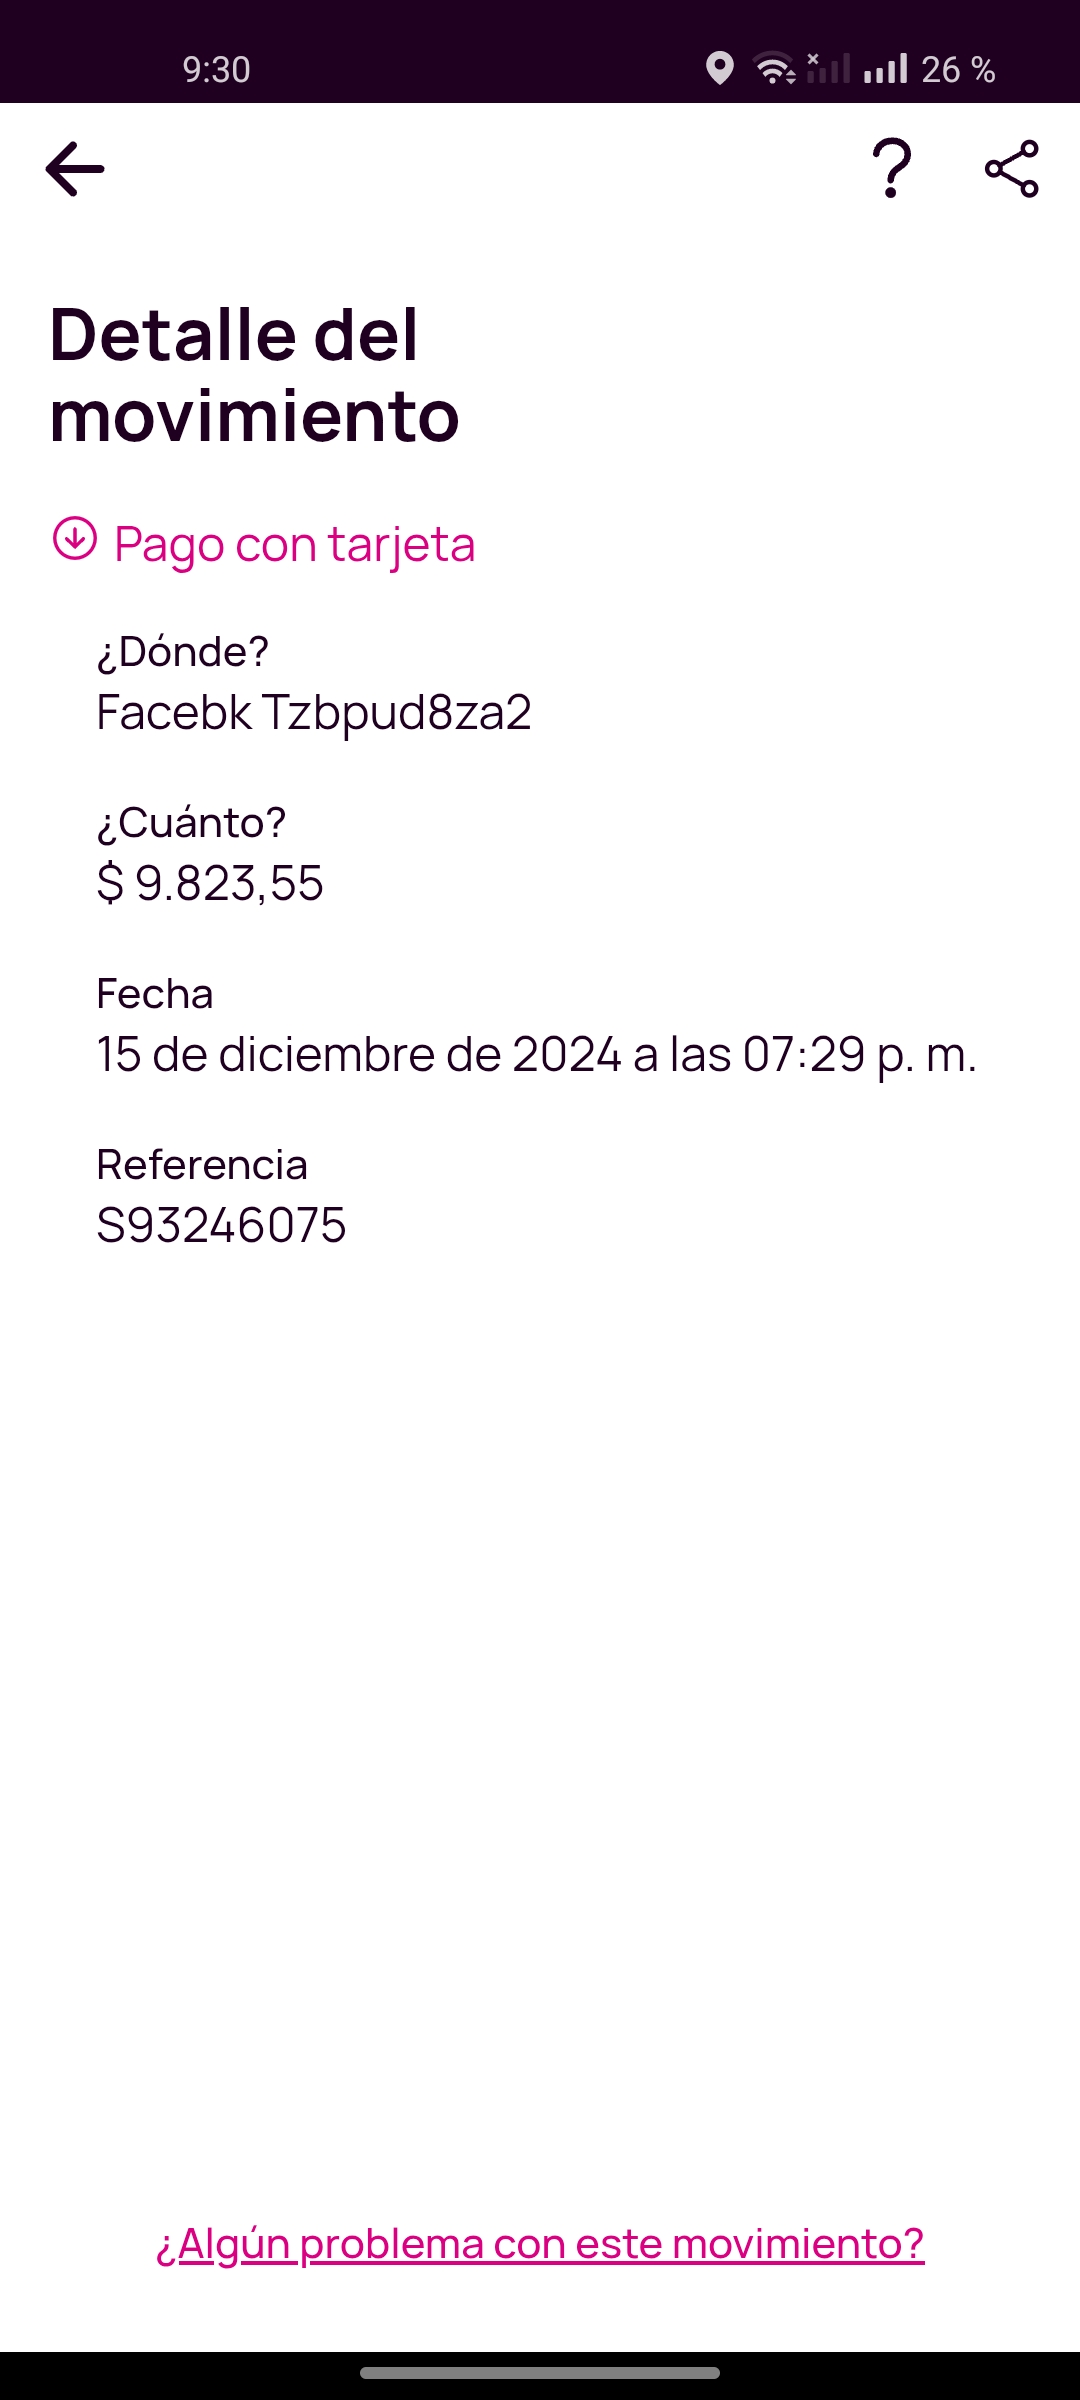 9:30
26 %
Detalle del
movimiento
Pago con tarjeta
¿Dónde?
Facebk Tzbpud8za2
¿Cuánto?
$ 9.823,55
Fecha
15 de diciembre de 2024 a las 07:29 p. m.
Referencia
S93246075
¿Algún problema con este movimiento?